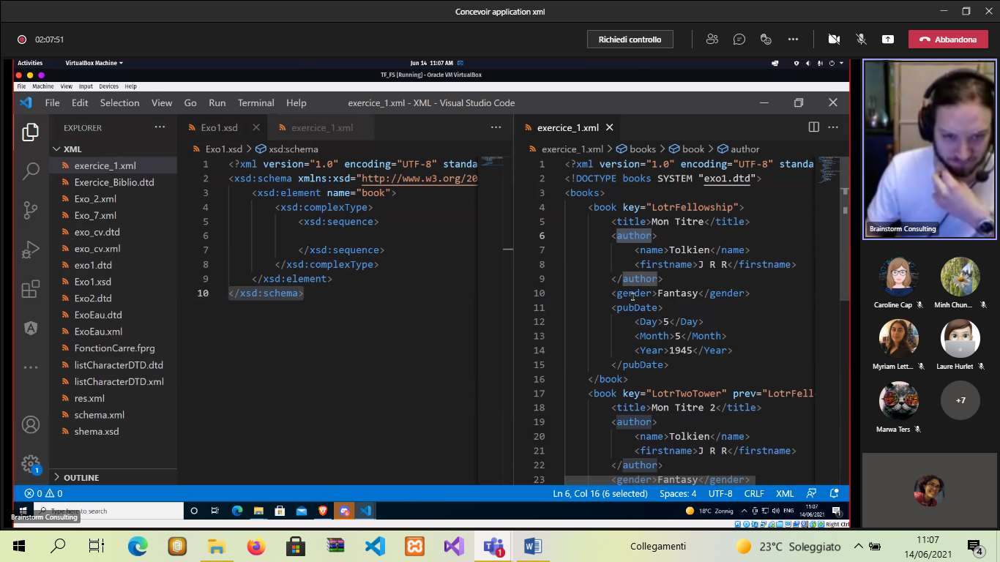 Concevoir application xml
02:07:51
Richiedi controllo
Abbandona
Activities
VirtualBox Machine
Jun 14 11:07 AM
TF_FS [Running] - Oracle VM VirtualBox
File Machine View Input Devices Help
File Edit Selection View Go Run Terminal Help
exercice_1.xml - XML - Visual Studio Code
EXPLORER
XML
exercice_1.xml
Exercice_Biblio.dtd
Exo_2.xml
Exo_7.xml
exo_cv.dtd
exo_cv.xml
exo1.dtd
Exo1.xsd
Exo2.dtd
ExoEau.dtd
ExoEau.xml
FonctionCarre.fprg
listCharacterDTD.dtd
listCharacterDTD.xml
res.xml
schema.xml
shema.xsd
OUTLINE
1
Exo1.xsd
exercice_1.xml
Exo1.xsd > xsd:schema
1 <?xml version="1.0" encoding="UTF-8" standa
2 <xsd:schema xmlns:xsd="http://www.w3.org/20
3 <xsd:element name="book">
4 <xsd:complexType>
5 <xsd:sequence>
6
7 </xsd:sequence>
8 </xsd:complexType>
9 </xsd:element>
10 </xsd:schema>
exercice_1.xml
exercice_1.xml > books > book > author
1 <?xml version="1.0" encoding="UTF-8" standa
2 <!DOCTYPE books SYSTEM "exo1.dtd">
3 <books>
4 <book key="LotrFellowship">
5 <title>Mon Titre</title>
6 <author>
7 <name>Tolkien</name>
8 <firstname>J R R</firstname>
9 </author>
10 <gender>Fantasy</gender>
11 <pubDate>
12 <Day>5</Day>
13 <Month>5</Month>
14 <Year>1945</Year>
15 </pubDate>
16 </book>
17 <book key="LotrTwoTower" prev="LotrFell
18 <title>Mon Titre 2</title>
19 <author>
20 <name>Tolkien</name>
21 <firstname>J R R</firstname>
22 </author>
23 <gender>Fantasy</gender>
0 0
Ln 6, Col 16 (6 selected) Spaces: 4 UTF-8 CRLF XML
Type here to search
18°C Zonnig
ENG
11:07
14/06/2021
1
Right Ctrl
Brainstorm Consulting
Brainstorm Consulting
Caroline Cap...
Minh Chun...
Myriam Lett...
Laure Hurlet
Marwa Ters
+7
1
Collegamenti
23°C Soleggiato
11:07
14/06/2021
4